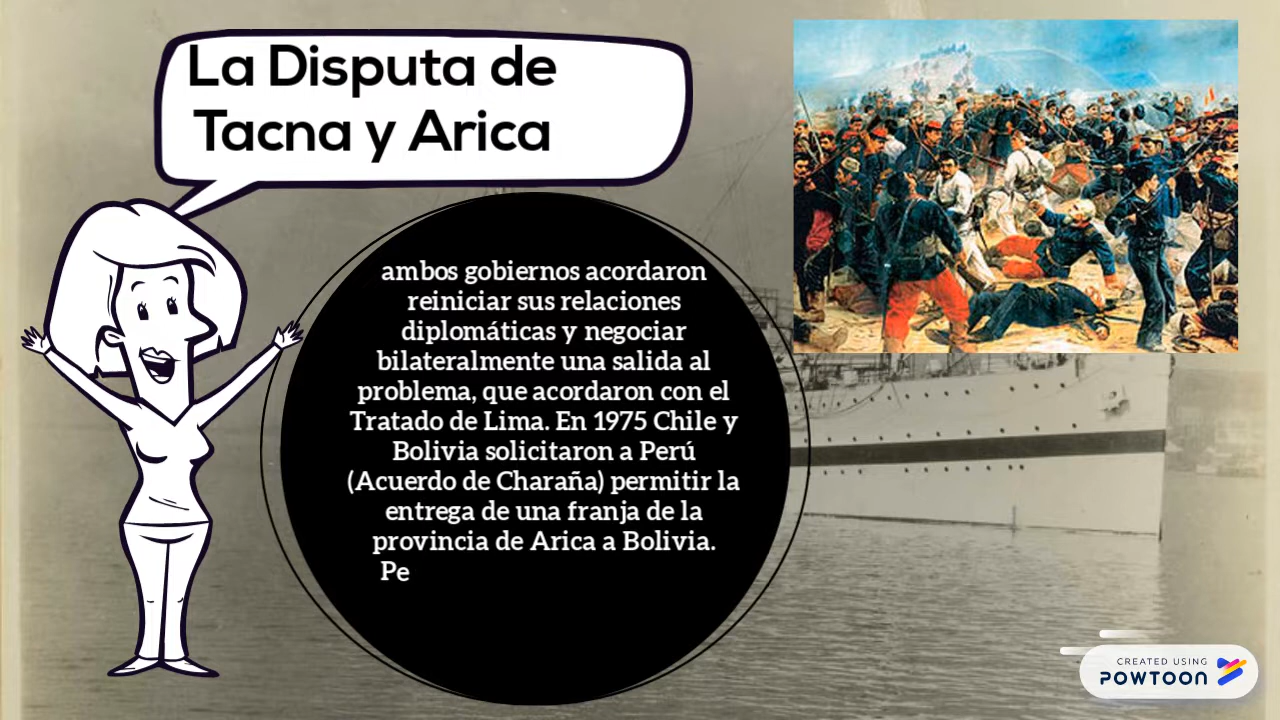 La Disputa de
Tacna y Arica
ambos gobiernos acordaron
reiniciar sus relaciones
diplomáticas y negociar
bilateralmente una salida al
problema, que acordaron con el
Tratado de Lima. En 1975 Chile y
Bolivia solicitaron a Perú
(Acuerdo de Charaña) permitir la
entrega de una franja de la
provincia de Arica a Bolivia.
Pe
CREATED USING
POWTOON